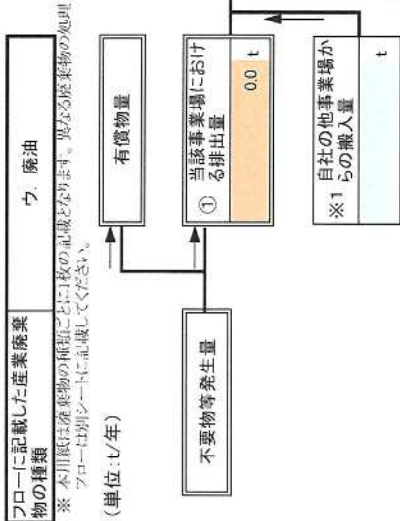 フローに記載した産業廃棄
物の種類
ウ. 廃油
※ 本用紙は廃棄物の種類ごとに1枚の記載となります。異なる廃棄物の処理
フローは別シートに記載してください。
(単位:t/年)
有償物量
不要物等発生量
① 当該事業場におけ
る排出量
0.0 t
※1 自社の他事業場か
らの搬入量
t